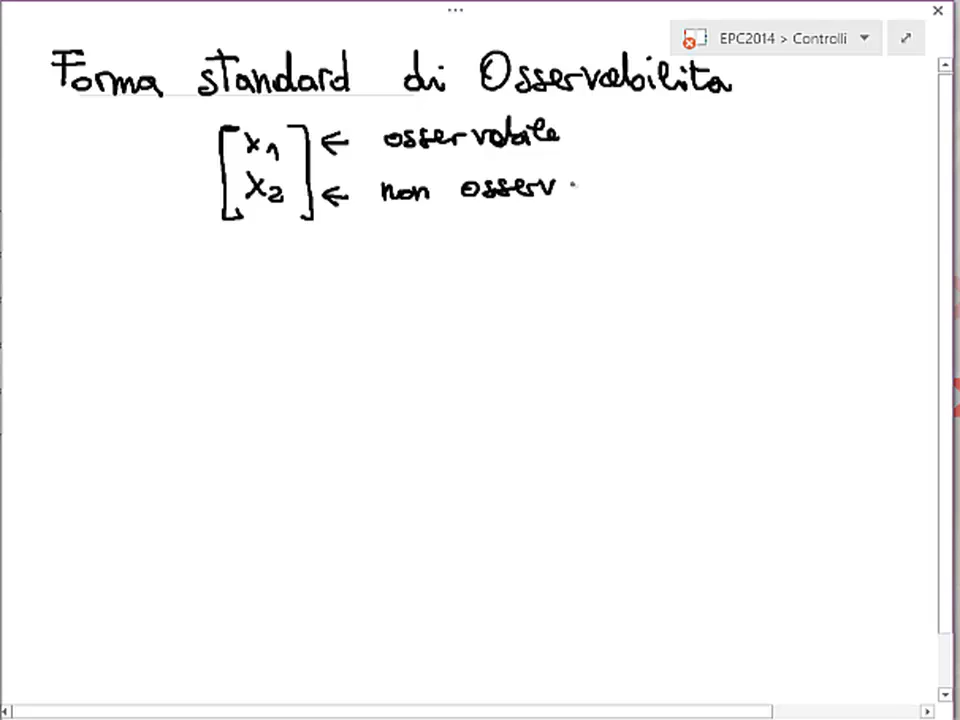 EPC2014 > Controlli
Forma standard di Osservabilita
[x1] ← osservabile
[x2] ← non osserv.